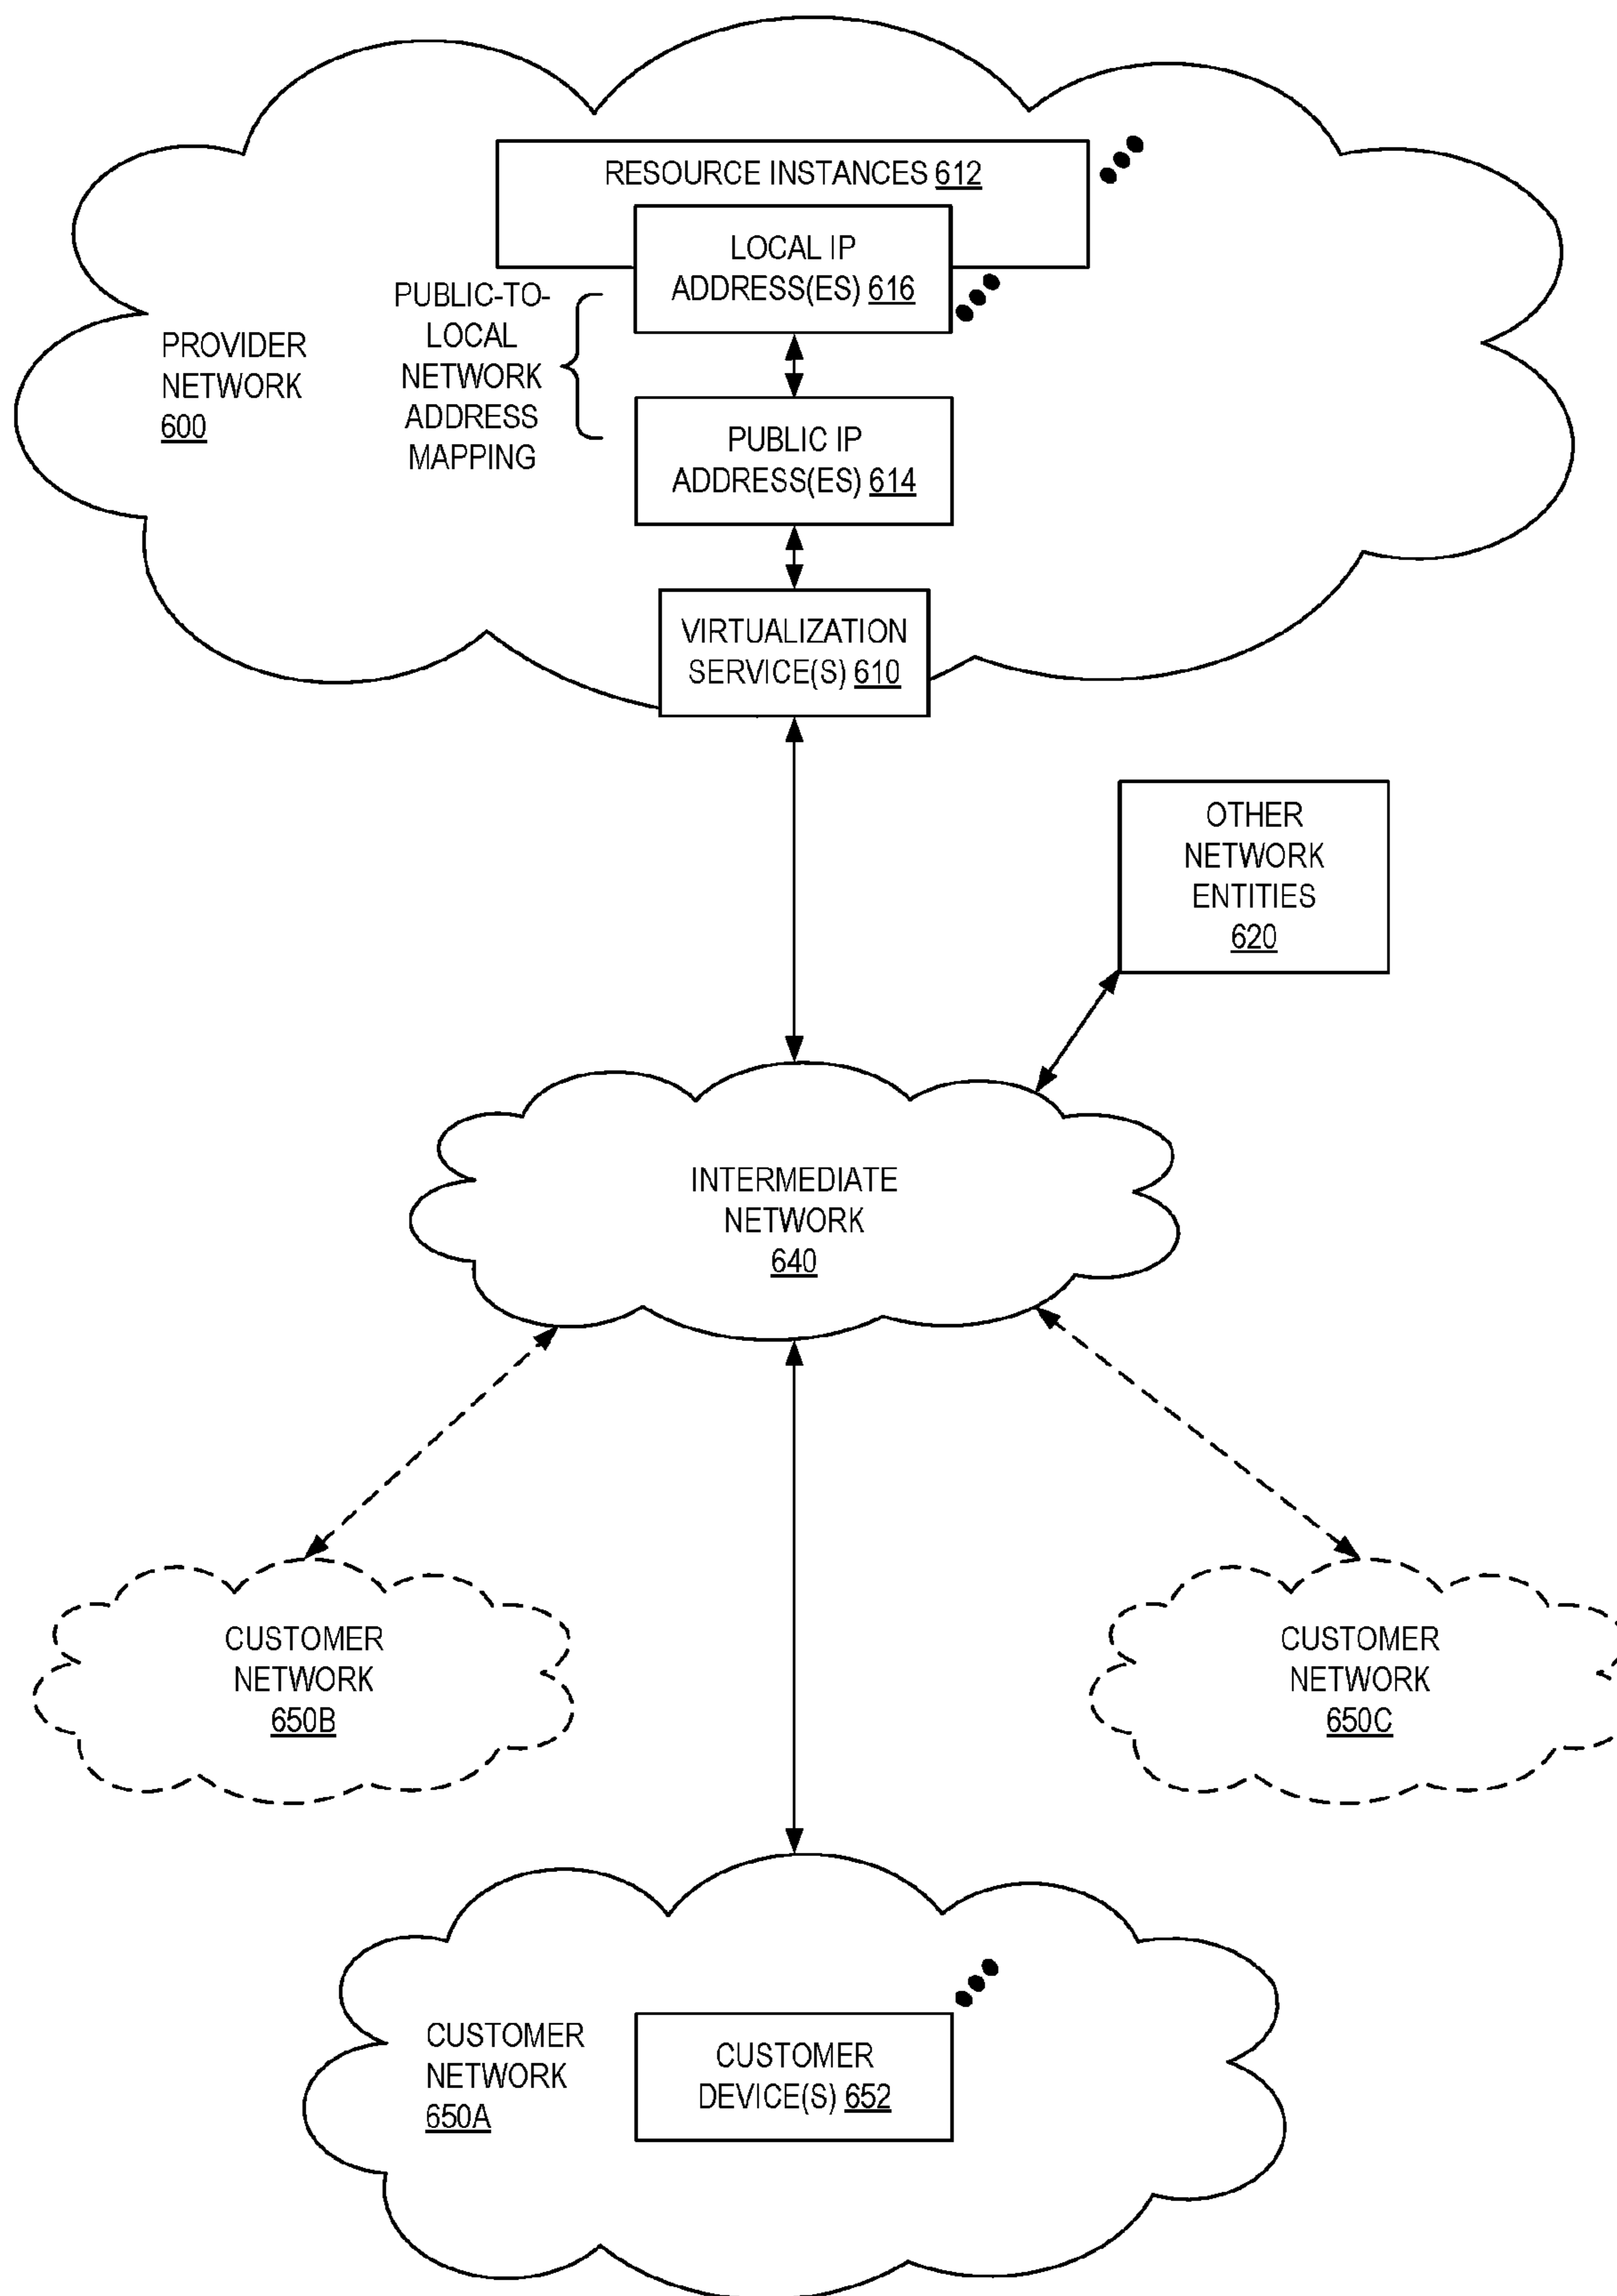 RESOURCE INSTANCES 612
LOCAL IP
ADDRESS(ES) 616
PUBLIC-TO-
LOCAL
NETWORK
ADDRESS
MAPPING
PROVIDER
NETWORK
600
PUBLIC IP
ADDRESS(ES) 614
VIRTUALIZATION
SERVICE(S) 610
OTHER
NETWORK
ENTITIES
620
INTERMEDIATE
NETWORK
640
CUSTOMER
NETWORK
650B
CUSTOMER
NETWORK
650C
CUSTOMER
NETWORK
650A
CUSTOMER
DEVICE(S) 652